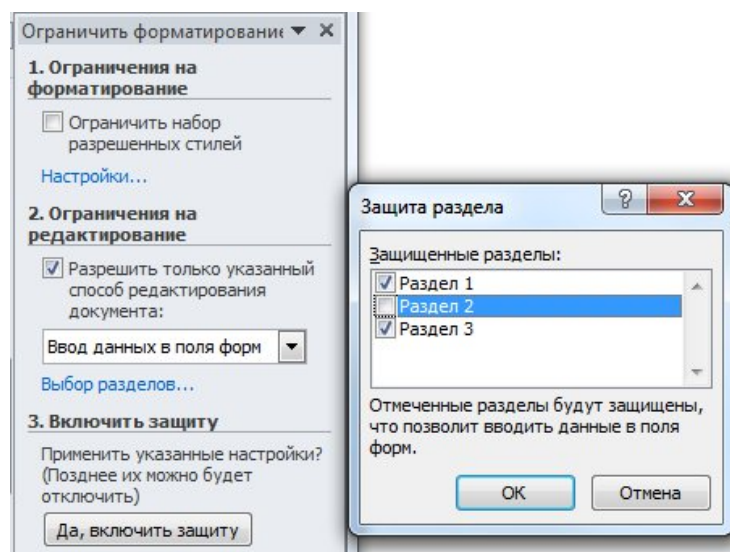 Ограничить форматировани
1. Ограничения на
форматирование
Ограничить набор
разрешенных стилей
Настройки...
2. Ограничения на
редактирование
Разрешить только указанный
способ редактирования
документа:
Ввод данных в поля форм
Выбор разделов...
3. Включить защиту
Применить указанные настройки?
(Позднее их можно будет
отключить)
Да, включить защиту
Защита раздела
Защищенные разделы:
Раздел 1
Раздел 2
Раздел 3
Отмеченные разделы будут защищены,
что позволит вводить данные в поля
форм.
ОК
Отмена